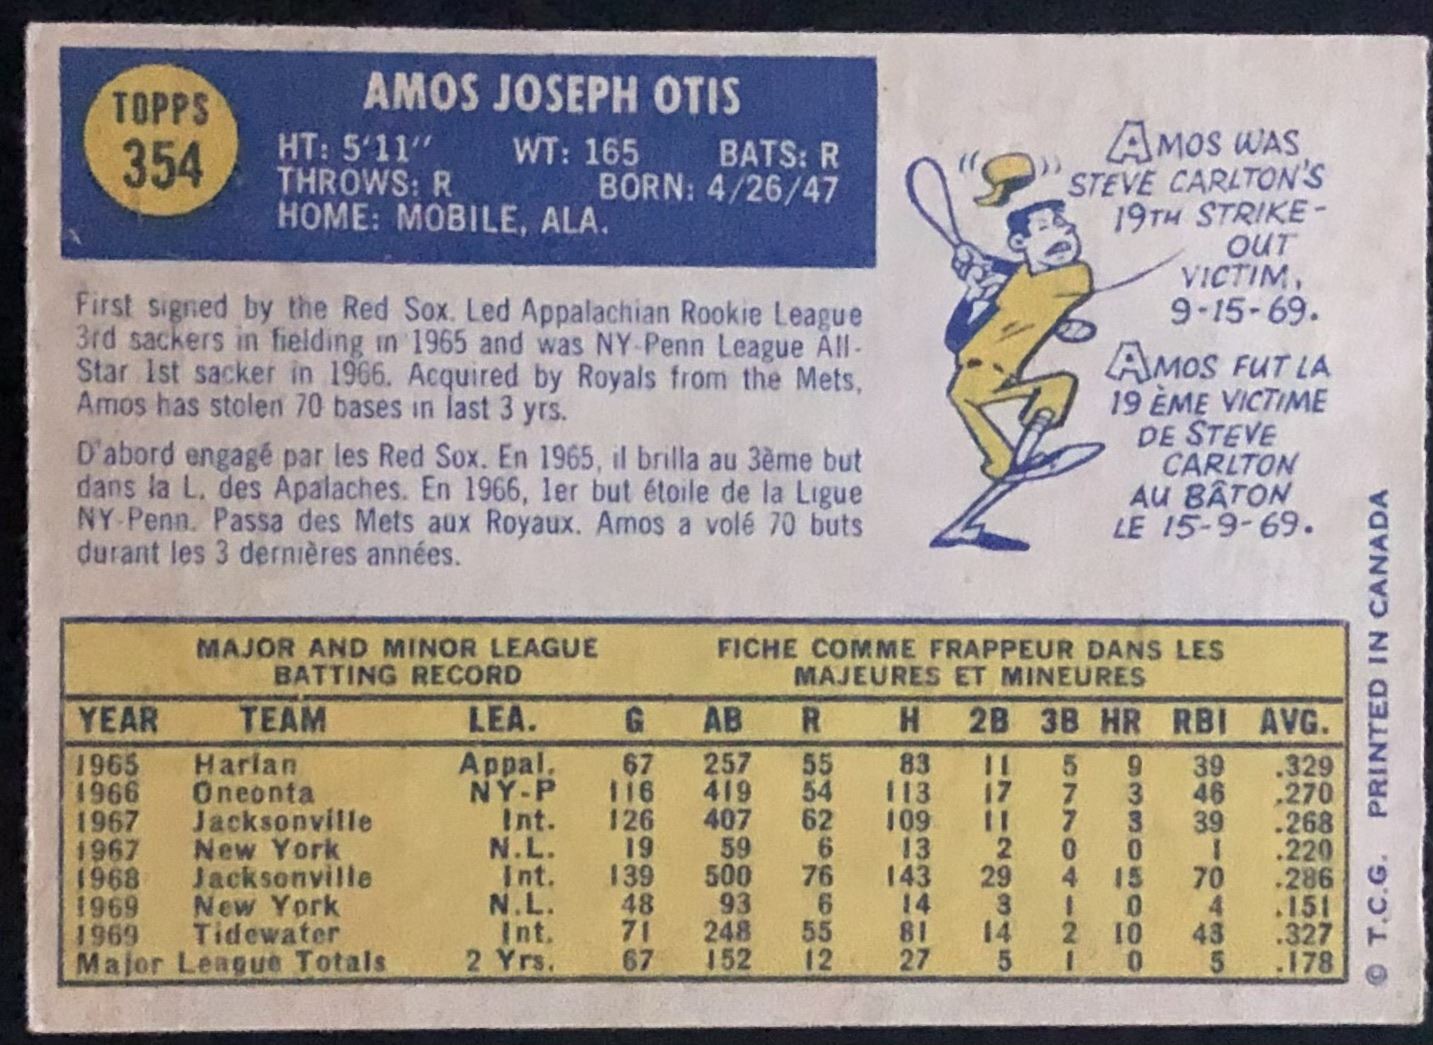 TOPPS
354
AMOS JOSEPH OTIS
HT: 5'11" WT: 165 BATS: R
THROWS: R BORN: 4/26/47
HOME: MOBILE, ALA.
First signed by the Red Sox. Led Appalachian Rookie League
3rd sackers in fielding in 1965 and was NY-Penn League All-
Star 1st sacker in 1966. Acquired by Royals from the Mets,
Amos has stolen 70 bases in last 3 yrs.
D'abord engagé par les Red Sox. En 1965, il brilla au 3ème but
dans la L. des Apalaches. En 1966, 1er but étoile de la Ligue
NY-Penn. Passa des Mets aux Royaux. Amos a volé 70 buts
durant les 3 dernières années.
AMOS WAS
STEVE CARLTON'S
19TH STRIKE-
OUT
VICTIM,
9-15-69.
AMOS FUT LA
19 ÈME VICTIME
DE STEVE
CARLTON
AU BÂTON
LE 15-9-69.
MAJOR AND MINOR LEAGUE
BATTING RECORD
FICHE COMME FRAPPEUR DANS LES
MAJEURES ET MINEURES
YEAR TEAM LEA. G AB R H 2B 3B HR RBI AVG.
1965 Harlan Appal. 67 257 55 83 11 5 9 39 .329
1966 Oneonta NY-P 116 419 54 113 17 7 3 46 .270
1967 Jacksonville Int. 126 407 62 109 11 7 3 39 .268
1967 New York N.L. 19 59 6 13 2 0 0 1 .220
1968 Jacksonville Int. 139 500 76 143 29 4 15 70 .286
1969 New York N.L. 48 93 6 14 3 1 0 4 .151
1969 Tidewater Int. 71 248 55 81 14 2 10 43 .327
Major League Totals 2 Yrs. 67 152 12 27 5 1 0 5 .178
© T.C.G. PRINTED IN CANADA